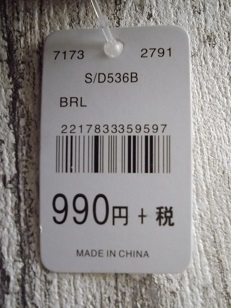 7173 2791
S/D536B
BRL
2217833359597
990円 + 税
MADE IN CHINA